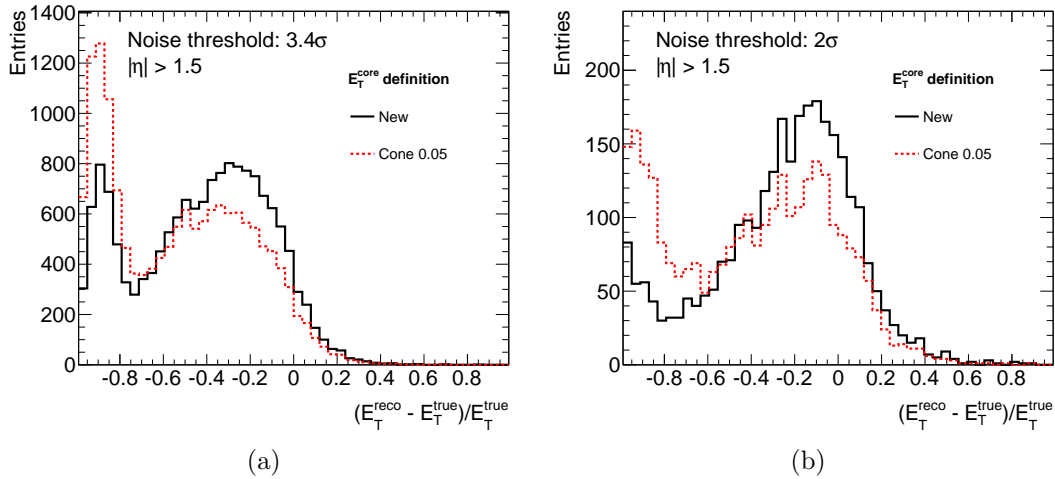 Entries
1400
1200
1000
800
600
400
200
0
Noise threshold: 3.4σ
|η| > 1.5
E_T^core definition
New
Cone 0.05
-0.8 -0.6 -0.4 -0.2 0 0.2 0.4 0.6 0.8
(E_T^reco - E_T^true)/E_T^true
(a)
Entries
200
150
100
50
0
Noise threshold: 2σ
|η| > 1.5
E_T^core definition
New
Cone 0.05
-0.8 -0.6 -0.4 -0.2 0 0.2 0.4 0.6 0.8
(E_T^reco - E_T^true)/E_T^true
(b)